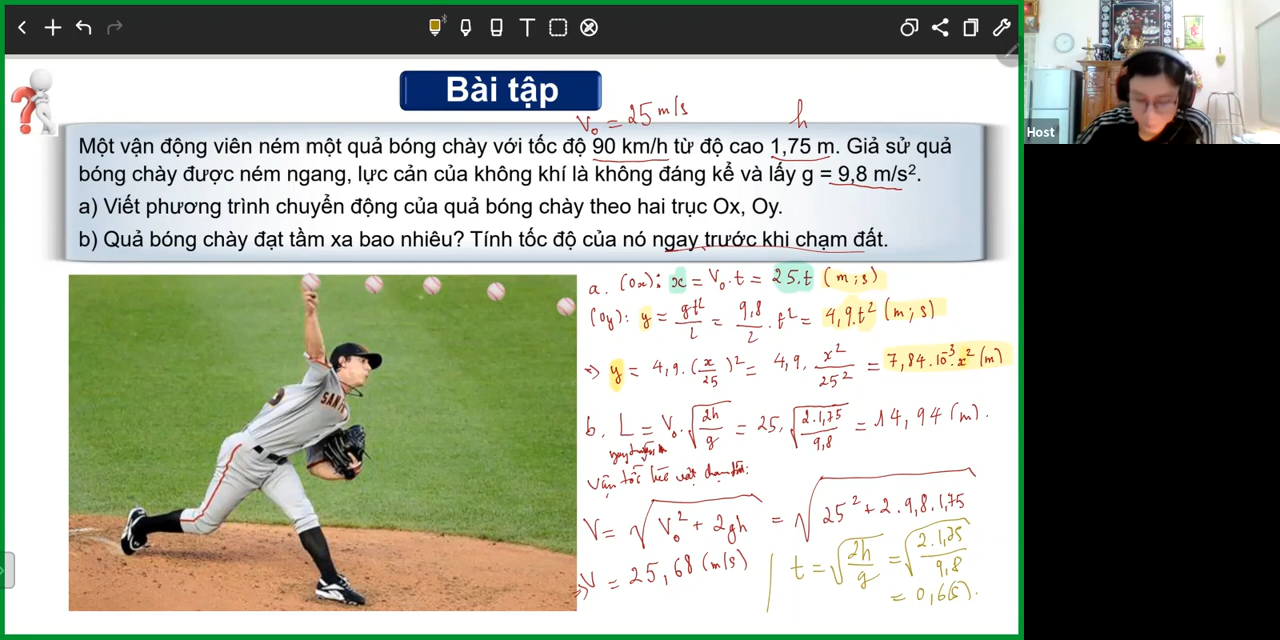 Bài tập
V₀ = 25 m/s
h
Một vận động viên ném một quả bóng chày với tốc độ 90 km/h từ độ cao 1,75 m. Giả sử quả
bóng chày được ném ngang, lực cản của không khí là không đáng kể và lấy g = 9,8 m/s².
a) Viết phương trình chuyển động của quả bóng chày theo hai trục Ox, Oy.
b) Quả bóng chày đạt tầm xa bao nhiêu? Tính tốc độ của nó ngay trước khi chạm đất.
a. (Ox): x = V₀.t = 25.t (m;s)
(Oy): y = gt²/2 = 9,8/2 . t² = 4,9.t² (m;s)
=> y = 4,9.(x/25)² = 4,9. x²/25² = 7,84.10⁻³.x² (m)
b. L = V₀.√(2h/g) = 25.√(2.1,75/9,8) = 14,94 (m).
Vận tốc vật chạm
V = √(V₀² + 2gh) = √(25² + 2.9,8.1,75)
=> V = 25,68 (m/s)
t = √(2h/g) = √(2.1,75/9,8)
= 0,6(s).
SAN
Host